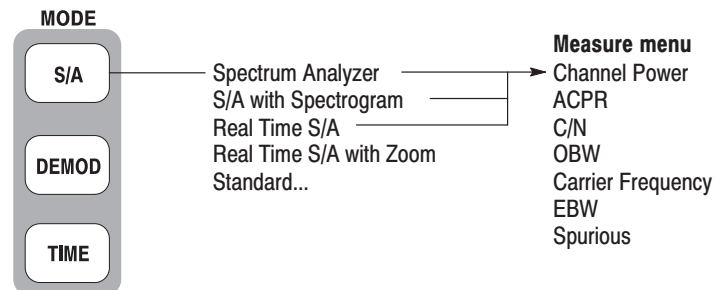 MODE
S/A
DEMOD
TIME
Spectrum Analyzer
S/A with Spectrogram
Real Time S/A
Real Time S/A with Zoom
Standard...
Measure menu
Channel Power
ACPR
C/N
OBW
Carrier Frequency
EBW
Spurious